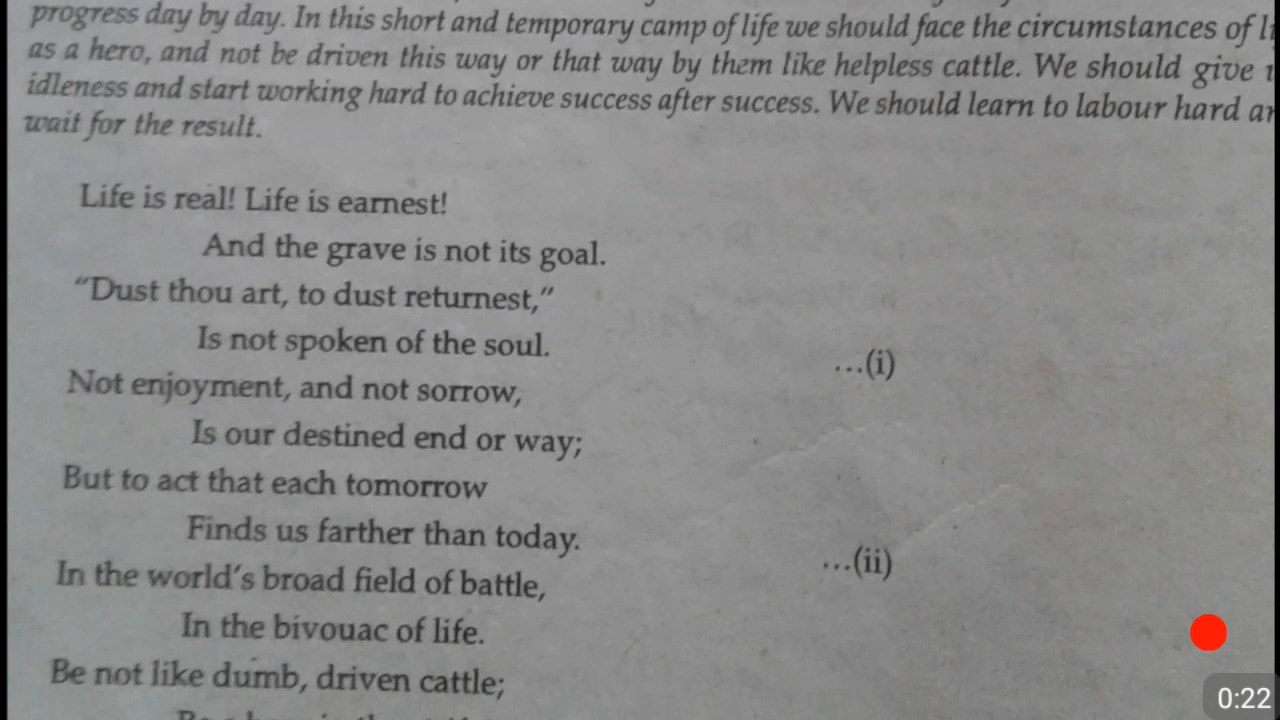 progress day by day. In this short and temporary camp of life we should face the circumstances of
as a hero, and not be driven this way or that way by them like helpless cattle. We should give
idleness and start working hard to achieve success after success. We should learn to labour hard
wait for the result.
Life is real! Life is earnest!
And the grave is not its goal.
“Dust thou art, to dust returnest,”
Is not spoken of the soul.
...(i)
Not enjoyment, and not sorrow,
Is our destined end or way;
But to act that each tomorrow
Finds us farther than today.
...(ii)
In the world's broad field of battle,
In the bivouac of life.
Be not like dumb, driven cattle;
0:22